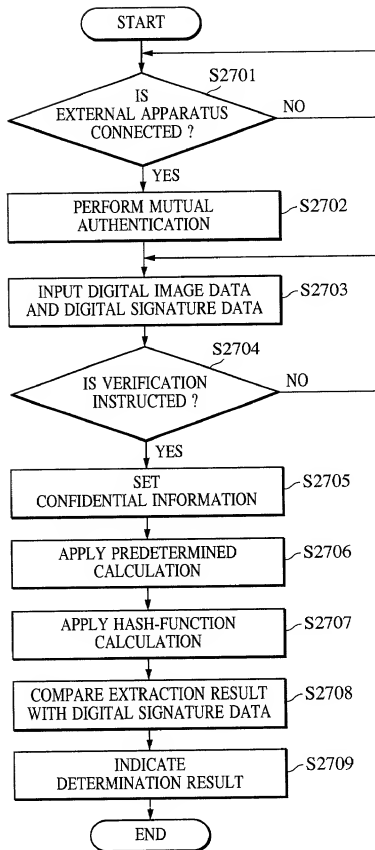 START
S2701
IS
EXTERNAL APPARATUS
CONNECTED ?
NO
YES
PERFORM MUTUAL
AUTHENTICATION
S2702
INPUT DIGITAL IMAGE DATA
AND DIGITAL SIGNATURE DATA
S2703
S2704
IS VERIFICATION
INSTRUCTED ?
NO
YES
SET
CONFIDENTIAL INFORMATION
S2705
APPLY PREDETERMINED
CALCULATION
S2706
APPLY HASH-FUNCTION
CALCULATION
S2707
COMPARE EXTRACTION RESULT
WITH DIGITAL SIGNATURE DATA
S2708
INDICATE
DETERMINATION RESULT
S2709
END